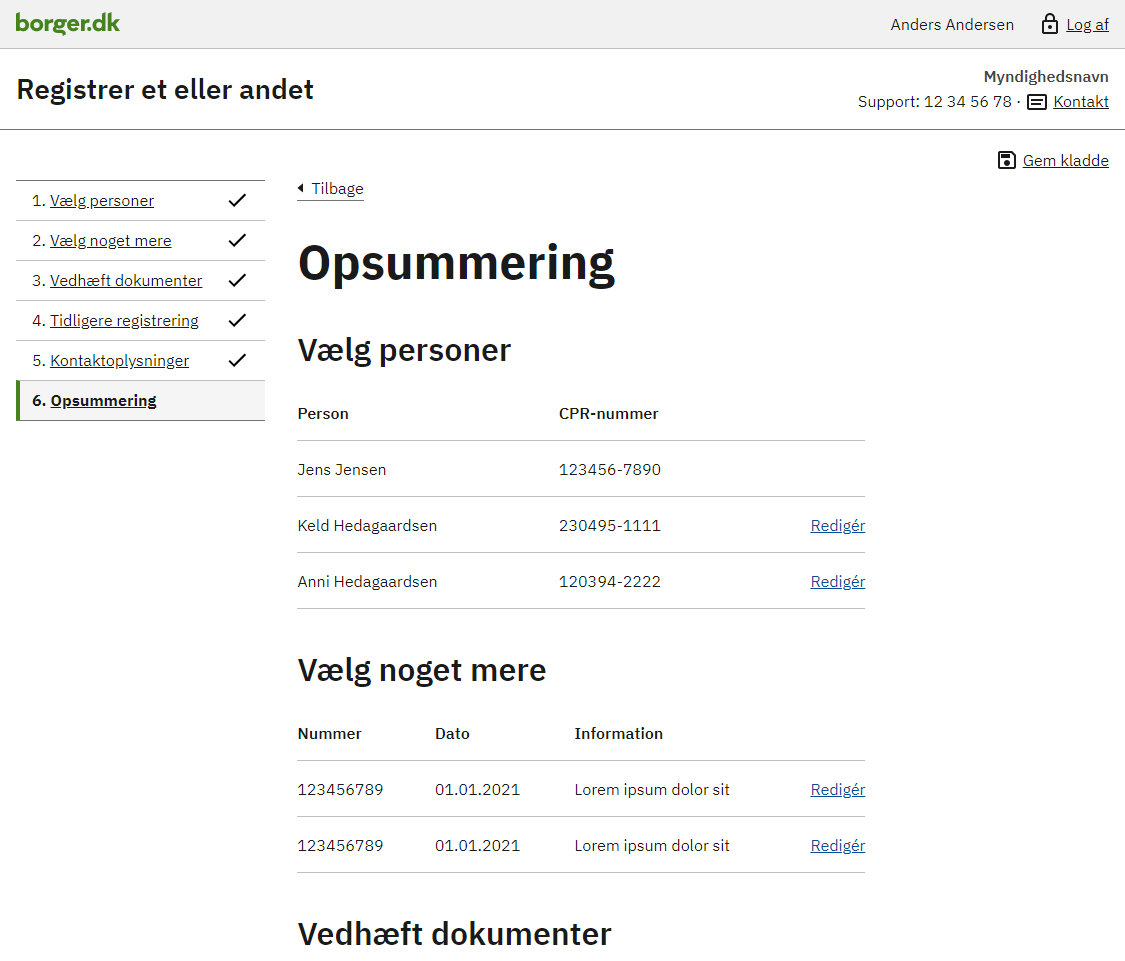 borger.dk
Anders Andersen
Log af
Registrer et eller andet
Myndighedsnavn
Support: 12 34 56 78 · Kontakt
Gem kladde
1. Vælg personer
2. Vælg noget mere
3. Vedhæft dokumenter
4. Tidligere registrering
5. Kontaktoplysninger
6. Opsummering
Tilbage
Opsummering
Vælg personer
Person CPR-nummer
Jens Jensen 123456-7890
Keld Hedagaardsen 230495-1111 Redigér
Anni Hedagaardsen 120394-2222 Redigér
Vælg noget mere
Nummer Dato Information
123456789 01.01.2021 Lorem ipsum dolor sit Redigér
123456789 01.01.2021 Lorem ipsum dolor sit Redigér
Vedhæft dokumenter